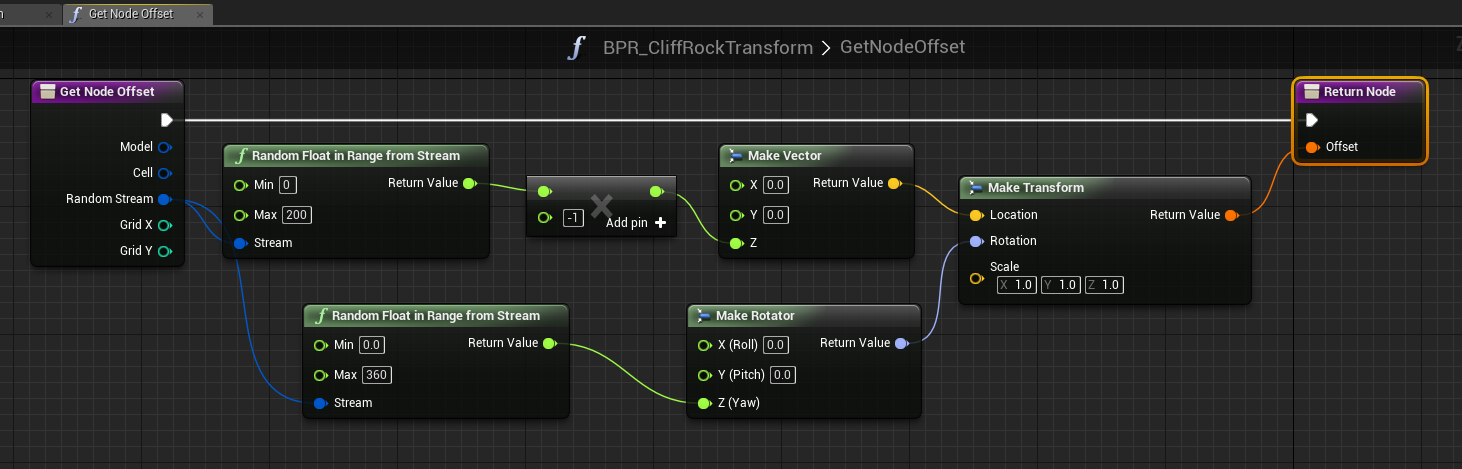 Get Node Offset
BPR_CliffRockTransform > GetNodeOffset
Get Node Offset
Model
Cell
Random Stream
Grid X
Grid Y
Random Float in Range from Stream
Min 0
Return Value
Max 200
Stream
-1
Add pin
Make Vector
X 0.0
Return Value
Y 0.0
Z
Random Float in Range from Stream
Min 0.0
Return Value
Max 360
Stream
Make Rotator
X (Roll) 0.0
Return Value
Y (Pitch) 0.0
Z (Yaw)
Make Transform
Location
Return Value
Rotation
Scale
X 1.0 Y 1.0 Z 1.0
Return Node
Offset